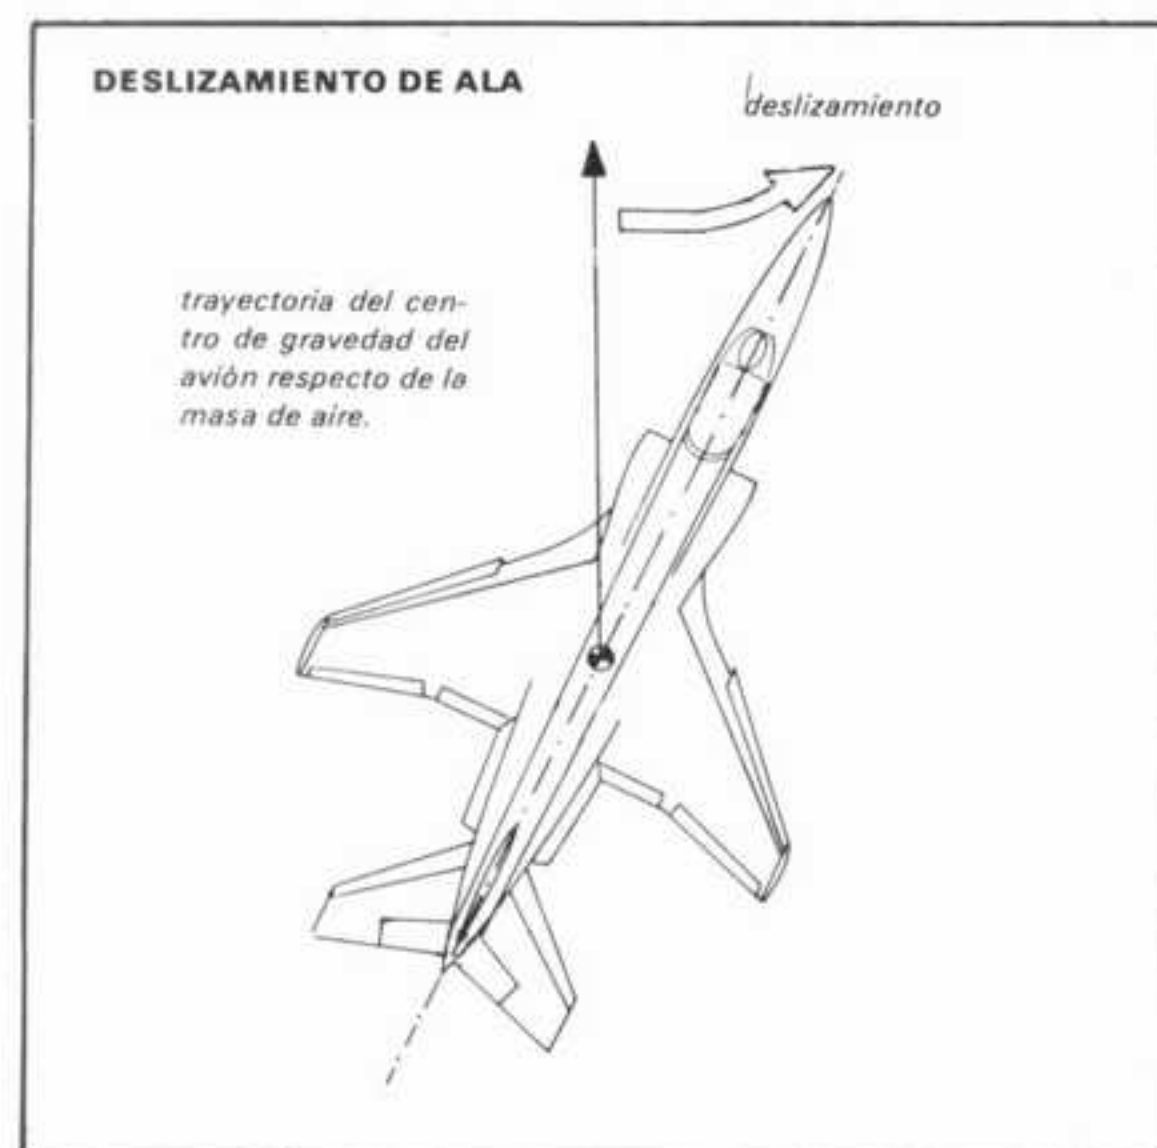 DESLIZAMIENTO DE ALA
deslizamiento
trayectoria del cen-
tro de gravedad del
avión respecto de la
masa de aire.